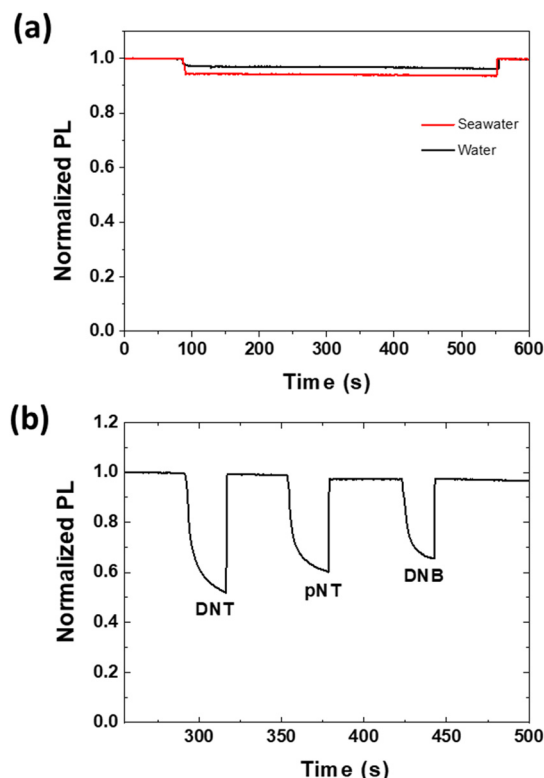 (a)
1.0
0.8
0.6
0.4
0.2
0.0
Normalized PL
Seawater
Water
0 100 200 300 400 500 600
Time (s)
(b)
1.2
1.0
0.8
0.6
0.4
0.2
0.0
Normalized PL
DNT
pNT
DNB
300 350 400 450 500
Time (s)